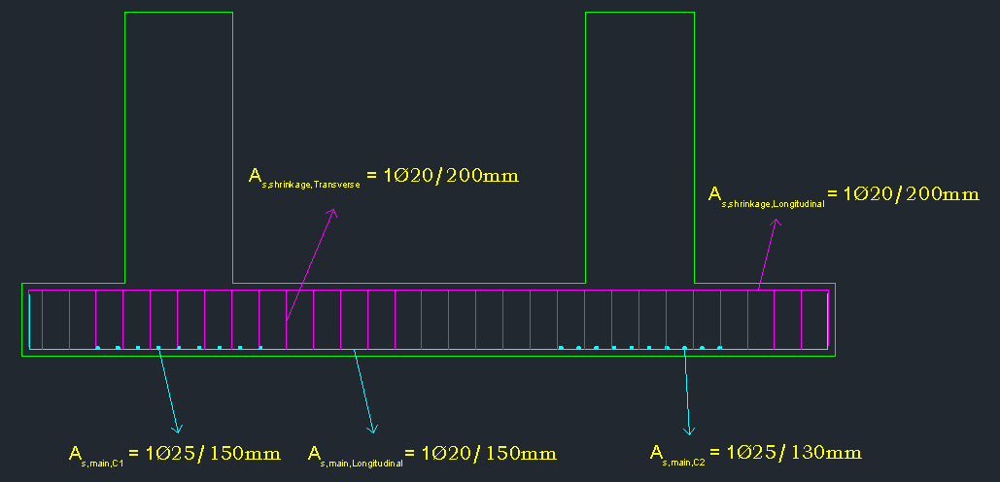 As,shrinkage,Transverse = 1Ø20/200mm
As,shrinkage,Longitudinal = 1Ø20/200mm
As,main,C1 = 1Ø25/150mm
As,main,Longitudinal = 1Ø20/150mm
As,main,C2 = 1Ø25/130mm